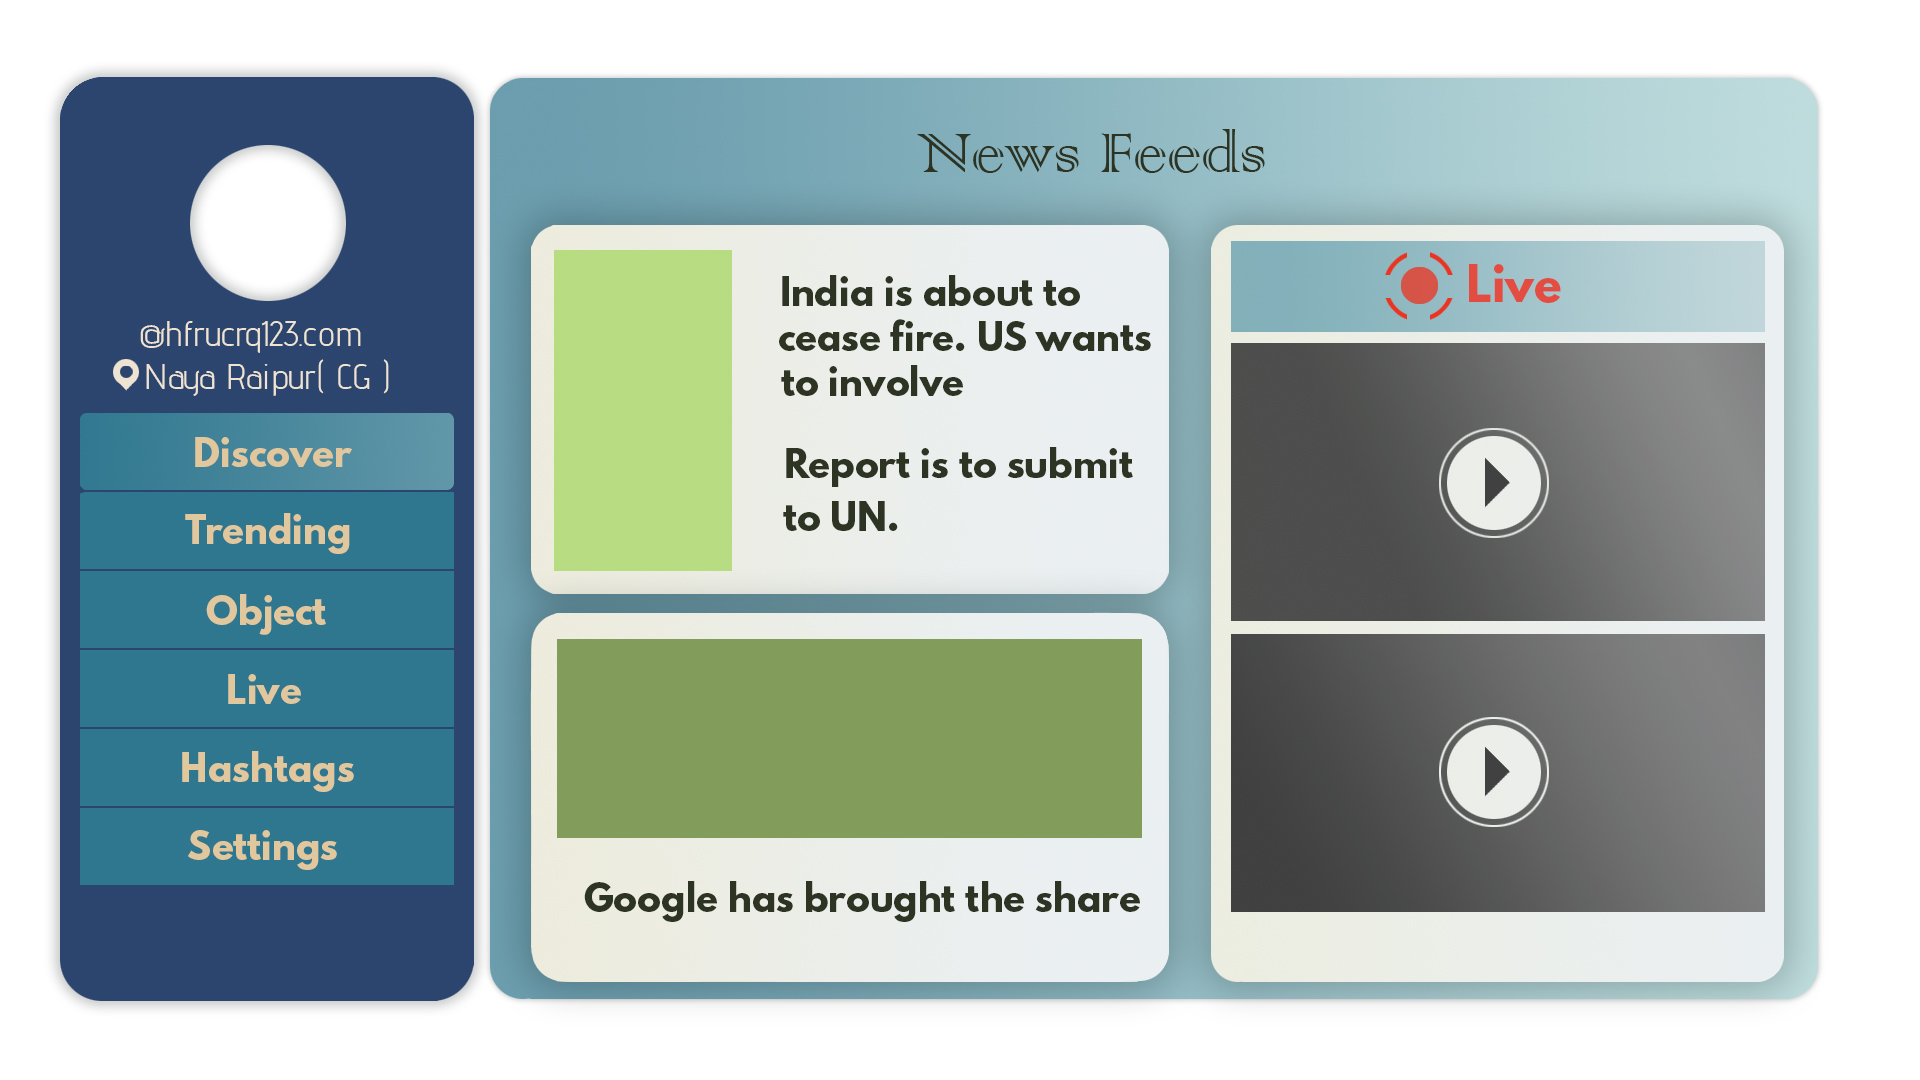 @hfrucrq123.com
Naya Raipur( CG )
Discover
Trending
Object
Live
Hashtags
Settings
News Feeds
India is about to
cease fire. US wants
to involve
Report is to submit
to UN.
Google has brought the share
Live